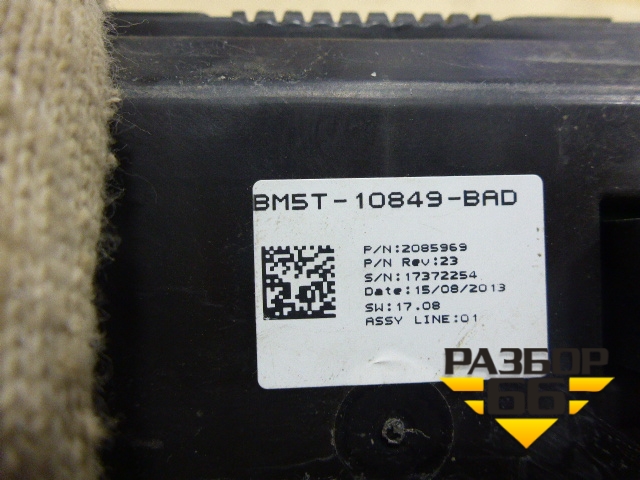 BM5T-10849-BAD
P/N:2085969
P/N Rev:23
S/N:17372254
Date:15/08/2013
SW:17.08
ASSY LINE:01
РАЗБОР
66